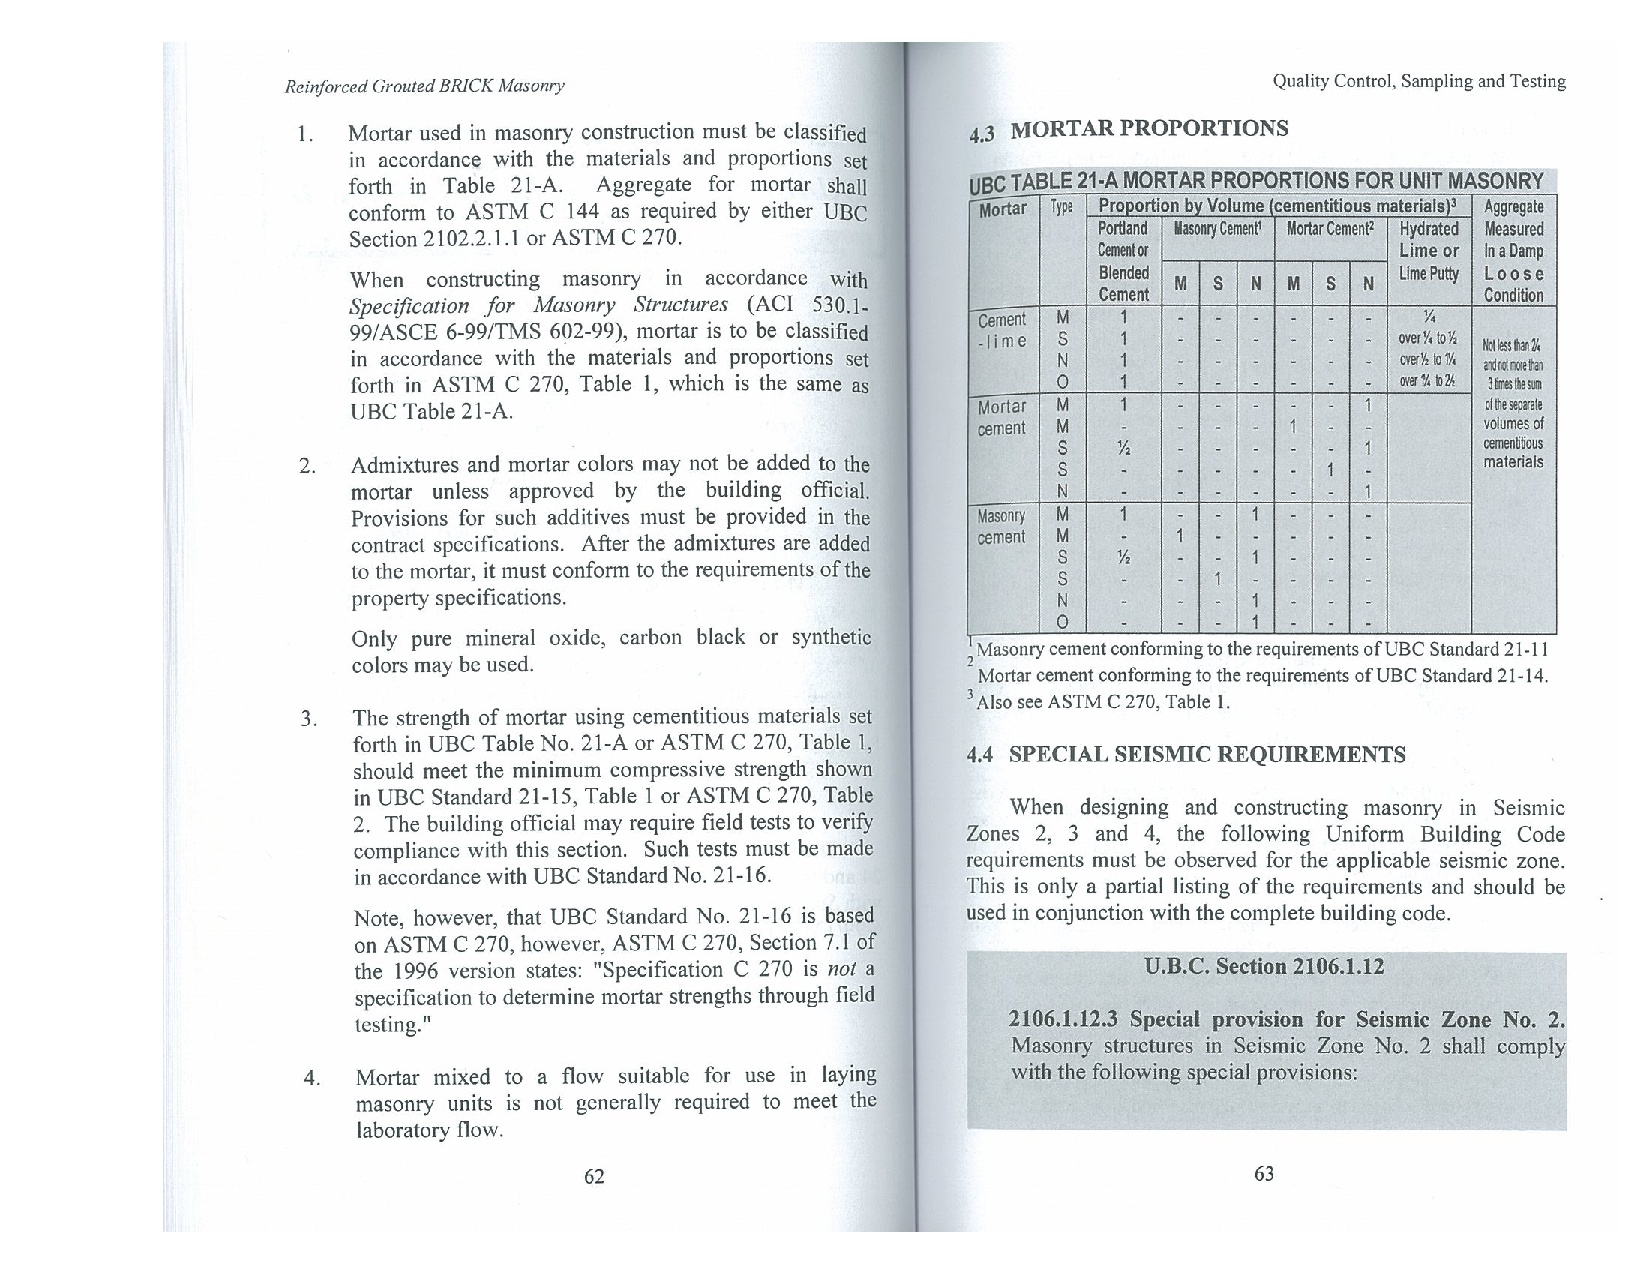 Reinforced Grouted BRICK Masonry
1. Mortar used in masonry construction must be classified
in accordance with the materials and proportions set
forth in Table 21-A. Aggregate for mortar shall
conform to ASTM C 144 as required by either UBC
Section 2102.2.1.1 or ASTM C 270.
When constructing masonry in accordance with
Specification for Masonry Structures (ACI 530.1-
99/ASCE 6-99/TMS 602-99), mortar is to be classified
in accordance with the materials and proportions set
forth in ASTM C 270, Table 1, which is the same as
UBC Table 21-A.
2. Admixtures and mortar colors may not be added to the
mortar unless approved by the building official.
Provisions for such additives must be provided in the
contract specifications. After the admixtures are added
to the mortar, it must conform to the requirements of the
property specifications.
Only pure mineral oxide, carbon black or synthetic
colors may be used.
3. The strength of mortar using cementitious materials set
forth in UBC Table No. 21-A or ASTM C 270, Table 1,
should meet the minimum compressive strength shown
in UBC Standard 21-15, Table 1 or ASTM C 270, Table
2. The building official may require field tests to verify
compliance with this section. Such tests must be made
in accordance with UBC Standard No. 21-16.
Note, however, that UBC Standard No. 21-16 is based
on ASTM C 270, however, ASTM C 270, Section 7.1 of
the 1996 version states: "Specification C 270 is not a
specification to determine mortar strengths through field
testing."
4. Mortar mixed to a flow suitable for use in laying
masonry units is not generally required to meet the
laboratory flow.
62
Quality Control, Sampling and Testing
4.3 MORTAR PROPORTIONS
UBC TABLE 21-A MORTAR PROPORTIONS FOR UNIT MASONRY
Mortar Type Proportion by Volume (cementitious materials)³ Aggregate
Portland Masonry Cement¹ Mortar Cement² Hydrated Measured
Cement or Lime or In a Damp
Blended Lime Putty Loose
Cement M S N M S N Condition
Cement M 1 - - - - - - ¼
-lime S 1 - - - - - - over ¼ to ½ Not less than 2¼
N 1 - - - - - - over ½ to 1¼ and not more than
O 1 - - - - - - over 1¼ to 2½ 3 times the sum
Mortar M 1 - - - - - 1 of the separate
cement M - - - - 1 - - volumes of
S ½ - - - - - 1 cementitious
S - - - - - 1 - materials
N - - - - - - 1
Masonry M 1 - - 1 - - -
cement M - 1 - - - - -
S ½ - - 1 - - -
S - - 1 - - - -
N - - - 1 - - -
O - - - 1 - - -
¹ Masonry cement conforming to the requirements of UBC Standard 21-11
² Mortar cement conforming to the requirements of UBC Standard 21-14.
³ Also see ASTM C 270, Table 1.
4.4 SPECIAL SEISMIC REQUIREMENTS
When designing and constructing masonry in Seismic
Zones 2, 3 and 4, the following Uniform Building Code
requirements must be observed for the applicable seismic zone.
This is only a partial listing of the requirements and should be
used in conjunction with the complete building code.
U.B.C. Section 2106.1.12
2106.1.12.3 Special provision for Seismic Zone No. 2.
Masonry structures in Seismic Zone No. 2 shall comply
with the following special provisions:
63